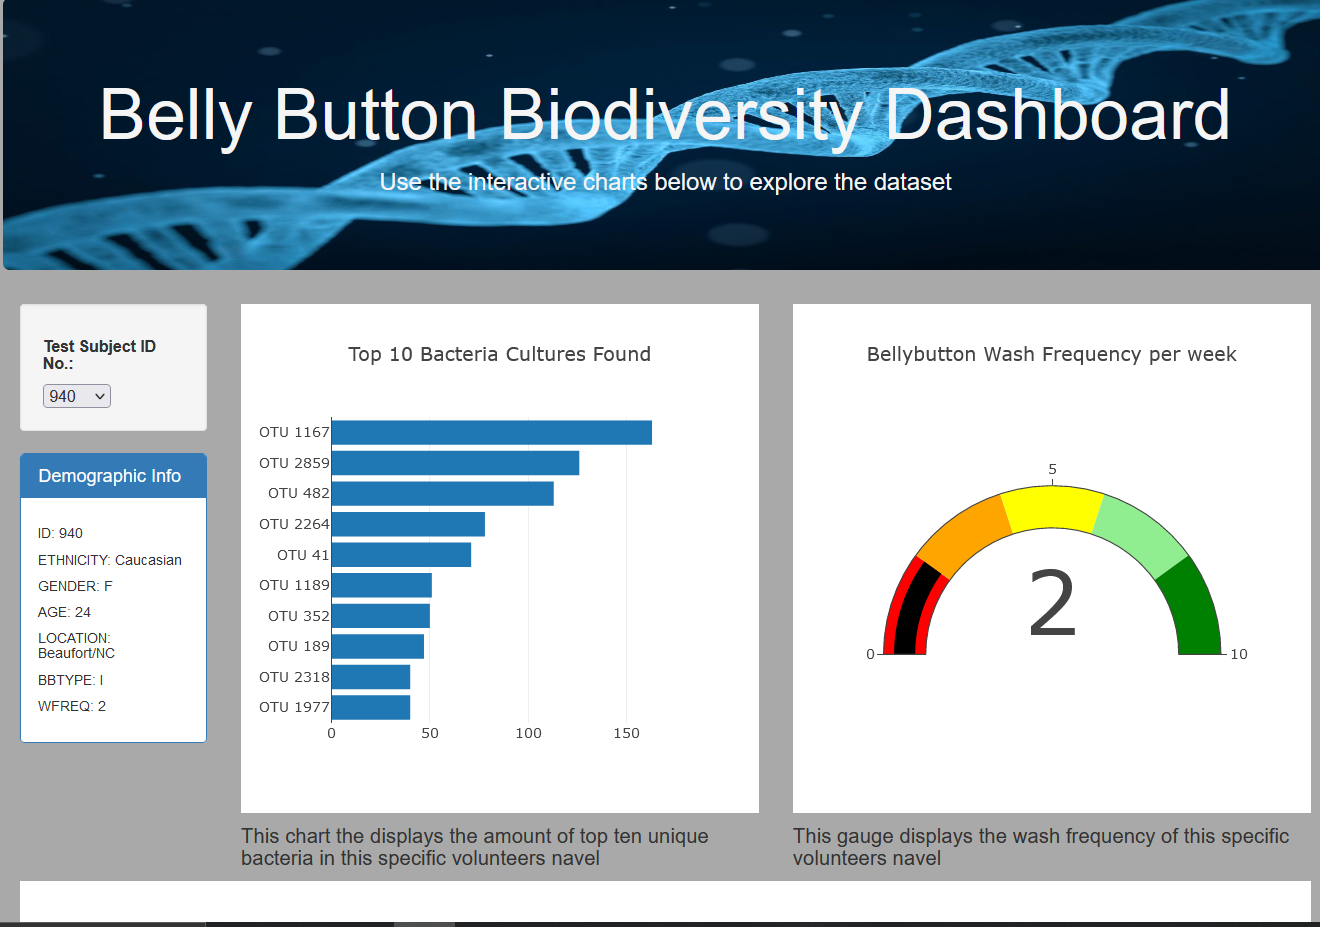 Belly Button Biodiversity Dashboard
Use the interactive charts below to explore the dataset
Test Subject ID
No.:
940
Demographic Info
ID: 940
ETHNICITY: Caucasian
GENDER: F
AGE: 24
LOCATION:
Beaufort/NC
BBTYPE: I
WFREQ: 2
Top 10 Bacteria Cultures Found
OTU 1167
OTU 2859
OTU 482
OTU 2264
OTU 41
OTU 1189
OTU 352
OTU 189
OTU 2318
OTU 1977
0 50 100 150
This chart the displays the amount of top ten unique
bacteria in this specific volunteers navel
Bellybutton Wash Frequency per week
5
2
0 10
This gauge displays the wash frequency of this specific
volunteers navel